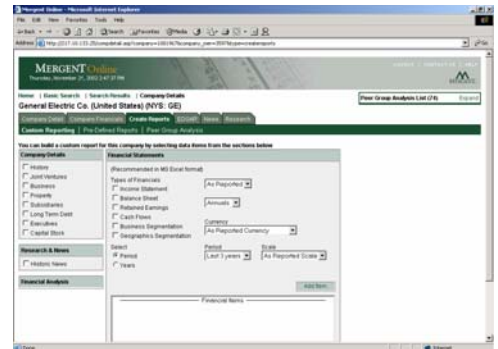 Mergent Online - Microsoft Internet Explorer
File Edit View Favorites Tools Help
Back Search Favorites Media
Address
MERGENT Online
Home | Basic Search | Search Results | Company Details
General Electric Co. (United States) (NYS: GE)
Peer Group Analysis List (74) Expand
Company Detail Company Financials Create Reports EDGAR News Research
Custom Reporting | Pre-Defined Reports | Peer Group Analysis
You can build a custom report for this company by selecting data items from the sections below
Company Details
History
Joint Ventures
Business
Property
Subsidiaries
Long Term Debt
Executives
Capital Stock
Research & News
Historic News
Financial Analysis
Financial Statements
(Recommended in MS Excel format)
Types of Financials
Income Statement
Balance Sheet
Retained Earnings
Cash Flows
Business Segmentation
Geographics Segmentation
As Reported
Annuals
Currency
As Reported Currency
Select
Period
Years
Period
Last 3 years
Scale
As Reported Scale
Add Item
Financial Items
Done
Internet